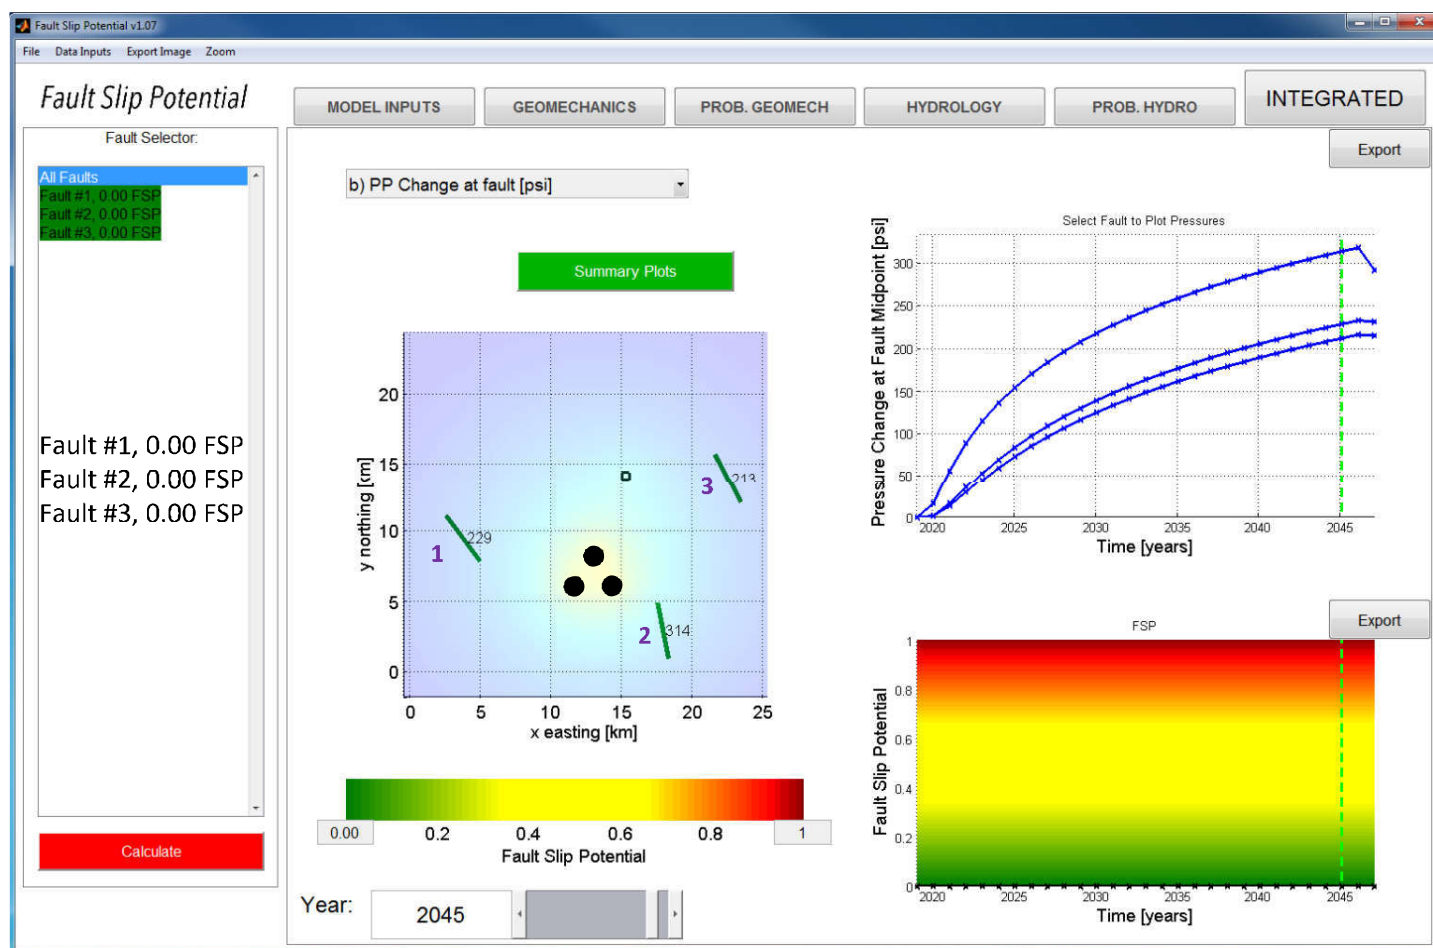 Fault Slip Potential v1.07
File Data Inputs Export Image Zoom
Fault Slip Potential
MODEL INPUTS GEOMECHANICS PROB. GEOMECH HYDROLOGY PROB. HYDRO INTEGRATED
Fault Selector:
All Faults
Fault #1, 0.00 FSP
Fault #2, 0.00 FSP
Fault #3, 0.00 FSP
Fault #1, 0.00 FSP
Fault #2, 0.00 FSP
Fault #3, 0.00 FSP
Calculate
Export
b) PP Change at fault [psi]
Summary Plots
y northing [km]
20
15
10
5
0
1
229
2
314
3
213
0 5 10 15 20 25
x easting [km]
0.00 0.2 0.4 0.6 0.8 1
Fault Slip Potential
Year: 2045
Select Fault to Plot Pressures
Pressure Change at Fault Midpoint [psi]
300
250
200
150
100
50
0
2020 2025 2030 2035 2040 2045
Time [years]
Export
FSP
Fault Slip Potential
1
0.8
0.6
0.4
0.2
0
2020 2025 2030 2035 2040 2045
Time [years]